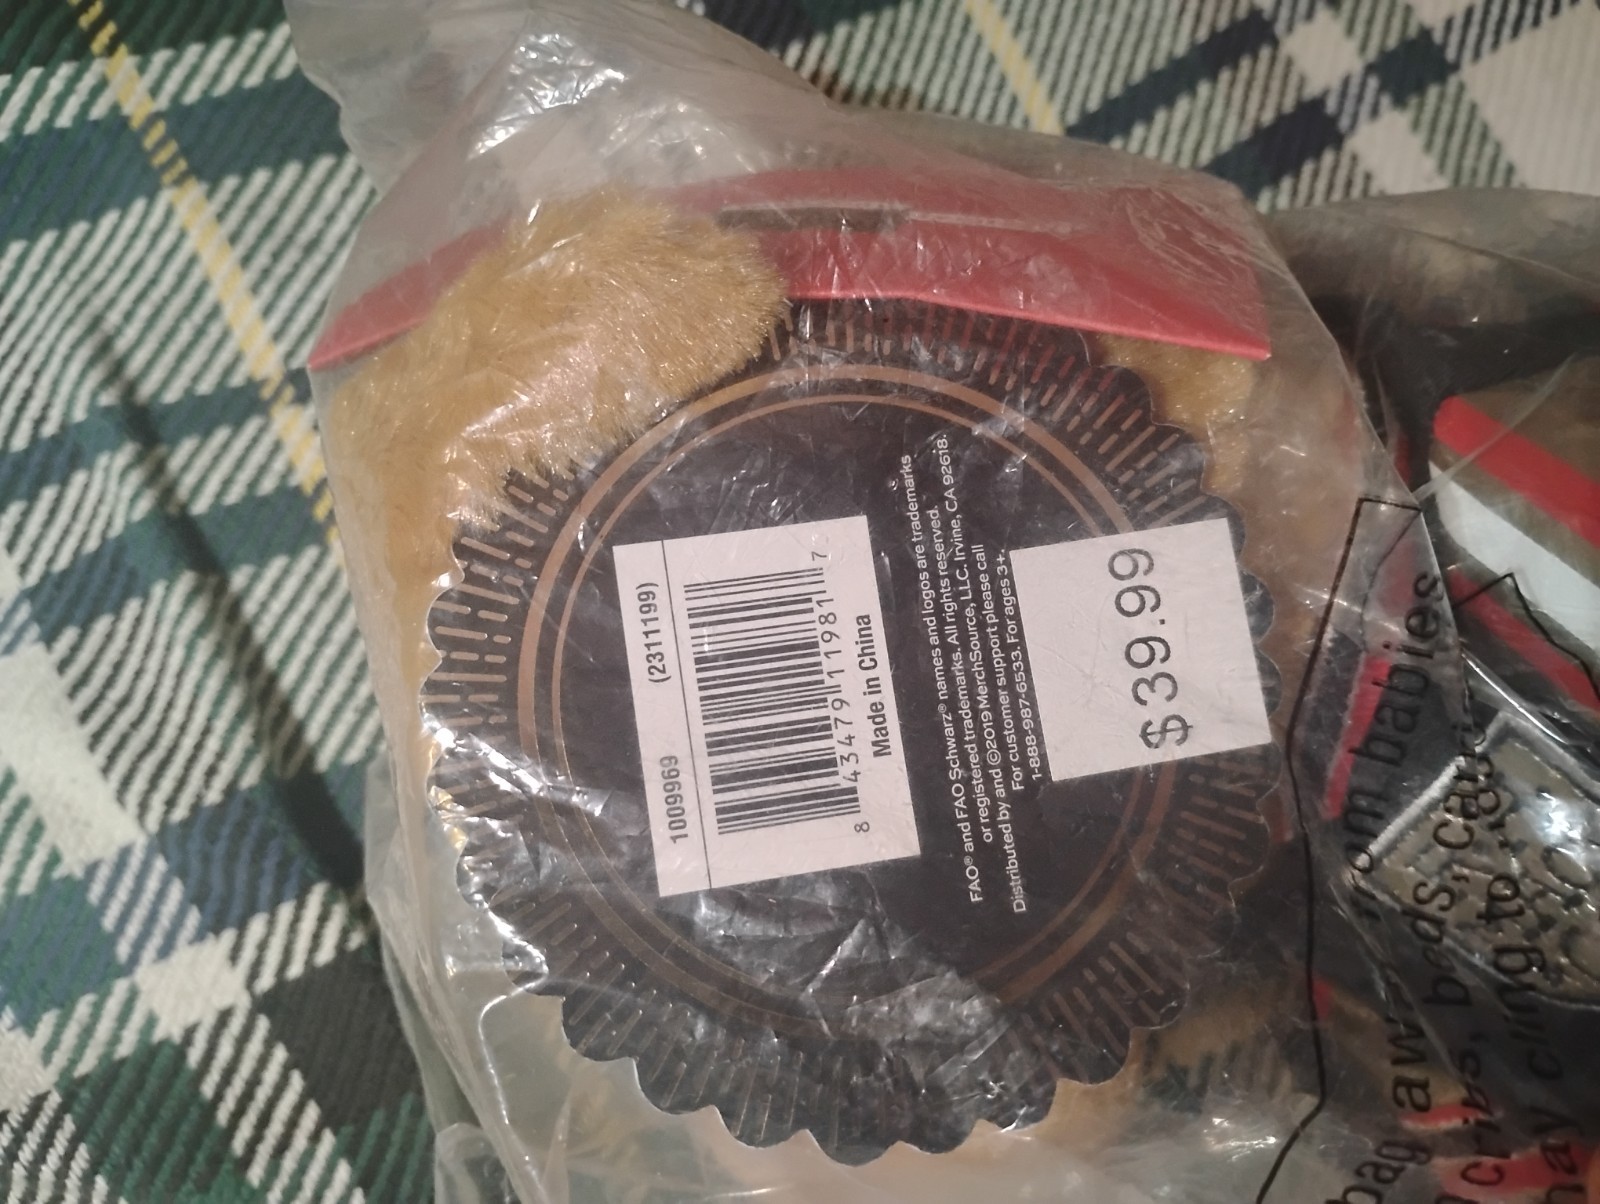 1009969 (2311199)
8 43479 11981 7
Made in China
FAO® and FAO Schwarz® names and logos are trademarks
or registered trademarks. All rights reserved.
Distributed by and ©2019 MerchSource, LLC. Irvine, CA 92618.
For customer support please call
1-888-987-6533. For ages 3+.
$39.99
from babies
bag away
cribs, beds, carriages
may cling to